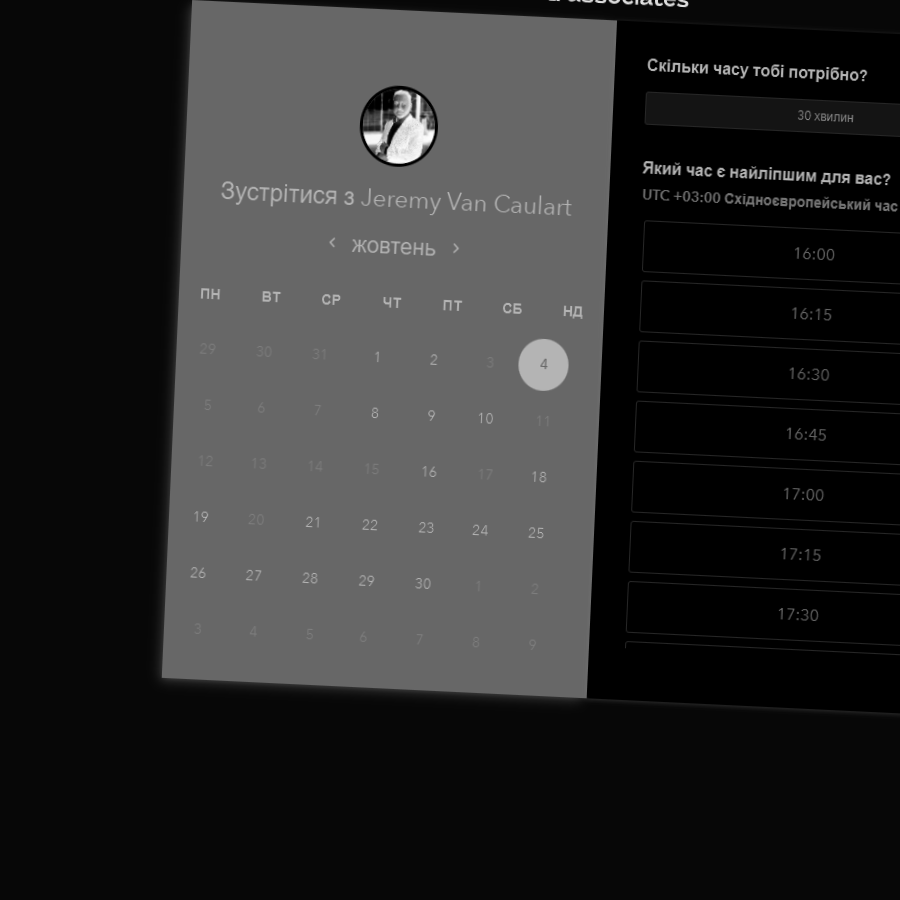 associates
Зустрітися з Jeremy Van Caulart
жовтень
ПН ВТ СР ЧТ ПТ СБ НД
29 30 31 1 2 3 4
5 6 7 8 9 10 11
12 13 14 15 16 17 18
19 20 21 22 23 24 25
26 27 28 29 30 1 2
3 4 5 6 7 8 9
Скільки часу тобі потрібно?
30 хвилин
Який час є найліпшим для вас?
UTC +03:00 Східноєвропейський час
16:00
16:15
16:30
16:45
17:00
17:15
17:30